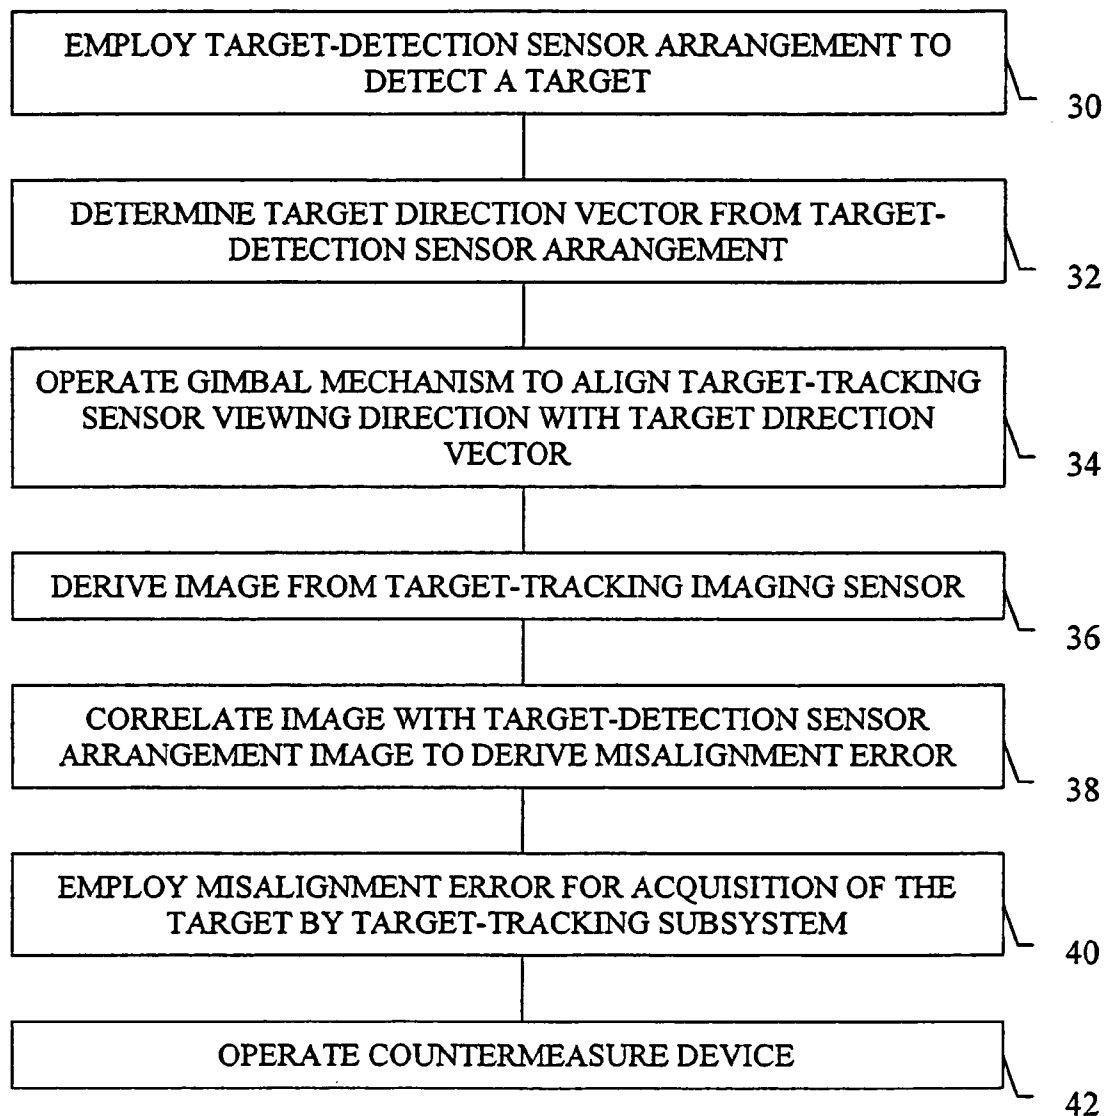 EMPLOY TARGET-DETECTION SENSOR ARRANGEMENT TO
DETECT A TARGET
30
DETERMINE TARGET DIRECTION VECTOR FROM TARGET-
DETECTION SENSOR ARRANGEMENT
32
OPERATE GIMBAL MECHANISM TO ALIGN TARGET-TRACKING
SENSOR VIEWING DIRECTION WITH TARGET DIRECTION
VECTOR
34
DERIVE IMAGE FROM TARGET-TRACKING IMAGING SENSOR
36
CORRELATE IMAGE WITH TARGET-DETECTION SENSOR
ARRANGEMENT IMAGE TO DERIVE MISALIGNMENT ERROR
38
EMPLOY MISALIGNMENT ERROR FOR ACQUISITION OF THE
TARGET BY TARGET-TRACKING SUBSYSTEM
40
OPERATE COUNTERMEASURE DEVICE
42